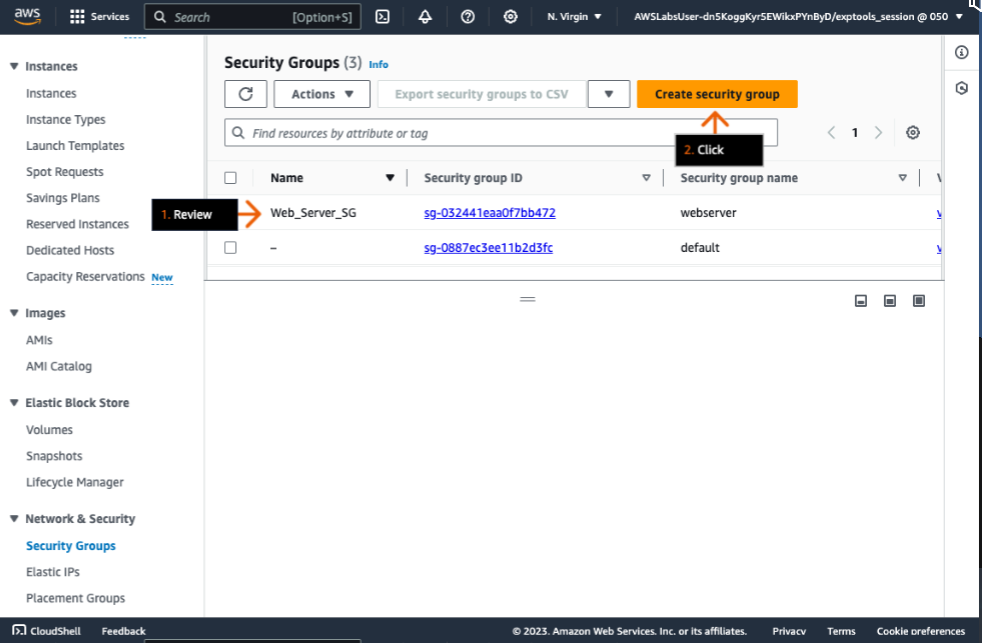 aws
Services
Search [Option+S]
N. Virgin
AWSLabsUser-dn5KoggKyr5EWikxPYnByD/exptools_session @ 050
Instances
Instances
Instance Types
Launch Templates
Spot Requests
Savings Plans
Reserved Instances
Dedicated Hosts
Capacity Reservations New
Images
AMIs
AMI Catalog
Elastic Block Store
Volumes
Snapshots
Lifecycle Manager
Network & Security
Security Groups
Elastic IPs
Placement Groups
Security Groups (3) Info
Actions
Export security groups to CSV
Create security group
Find resources by attribute or tag
1
2. Click
Name Security group ID Security group name
1. Review
Web_Server_SG sg-032441eaa0f7bb472 webserver
– sg-0887ec3ee11b2d3fc default
CloudShell Feedback
© 2023, Amazon Web Services, Inc. or its affiliates. Privacy Terms Cookie preferences